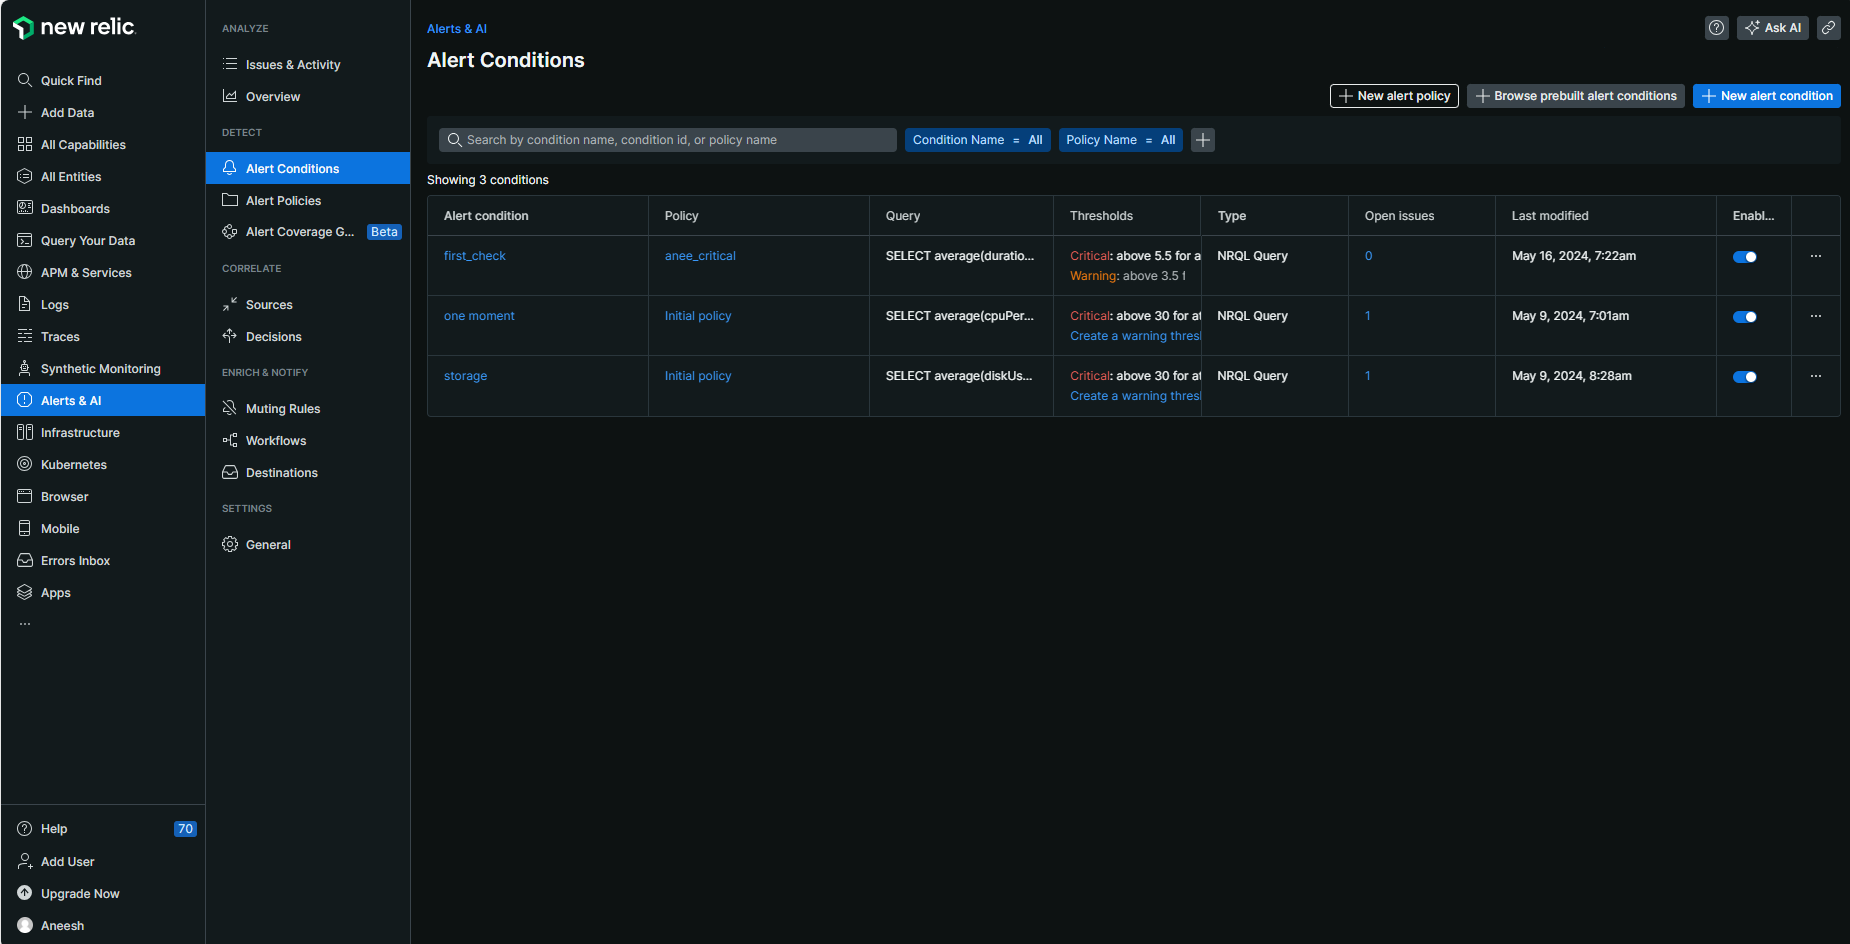 new relic.
Quick Find
Add Data
All Capabilities
All Entities
Dashboards
Query Your Data
APM & Services
Logs
Traces
Synthetic Monitoring
Alerts & AI
Infrastructure
Kubernetes
Browser
Mobile
Errors Inbox
Apps
...
Help 70
Add User
Upgrade Now
Aneesh
ANALYZE
Issues & Activity
Overview
DETECT
Alert Conditions
Alert Policies
Alert Coverage G... Beta
CORRELATE
Sources
Decisions
ENRICH & NOTIFY
Muting Rules
Workflows
Destinations
SETTINGS
General
Alerts & AI
Ask AI
Alert Conditions
New alert policy Browse prebuilt alert conditions New alert condition
Search by condition name, condition id, or policy name Condition Name = All Policy Name = All
Showing 3 conditions
Alert condition Policy Query Thresholds Type Open issues Last modified Enabl...
first_check anee_critical SELECT average(duratio... Critical: above 5.5 for a NRQL Query 0 May 16, 2024, 7:22am ...
Warning: above 3.5 f
one moment Initial policy SELECT average(cpuPer... Critical: above 30 for at NRQL Query 1 May 9, 2024, 7:01am ...
Create a warning thresl
storage Initial policy SELECT average(diskUs... Critical: above 30 for at NRQL Query 1 May 9, 2024, 8:28am ...
Create a warning thresl